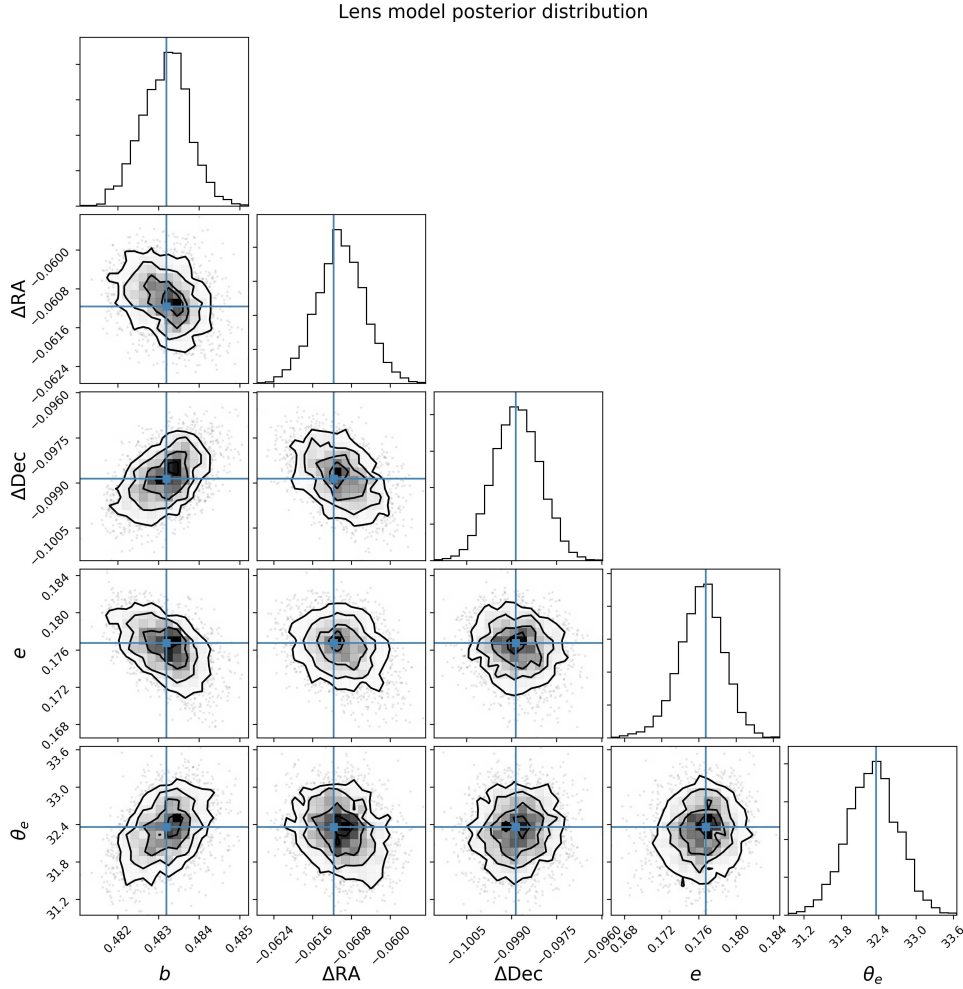 Lens model posterior distribution
ΔRA
−0.0600
−0.0608
−0.0616
−0.0624
ΔDec
−0.0960
−0.0975
−0.0990
−0.1005
e
0.184
0.180
0.176
0.172
0.168
θe
33.6
33.0
32.4
31.8
31.2
0.482 0.483 0.484 0.485
−0.0624 −0.0616 −0.0608 −0.0600
−0.1005 −0.0990 −0.0975 −0.0960
0.168 0.172 0.176 0.180 0.184
31.2 31.8 32.4 33.0 33.6
b ΔRA ΔDec e θe